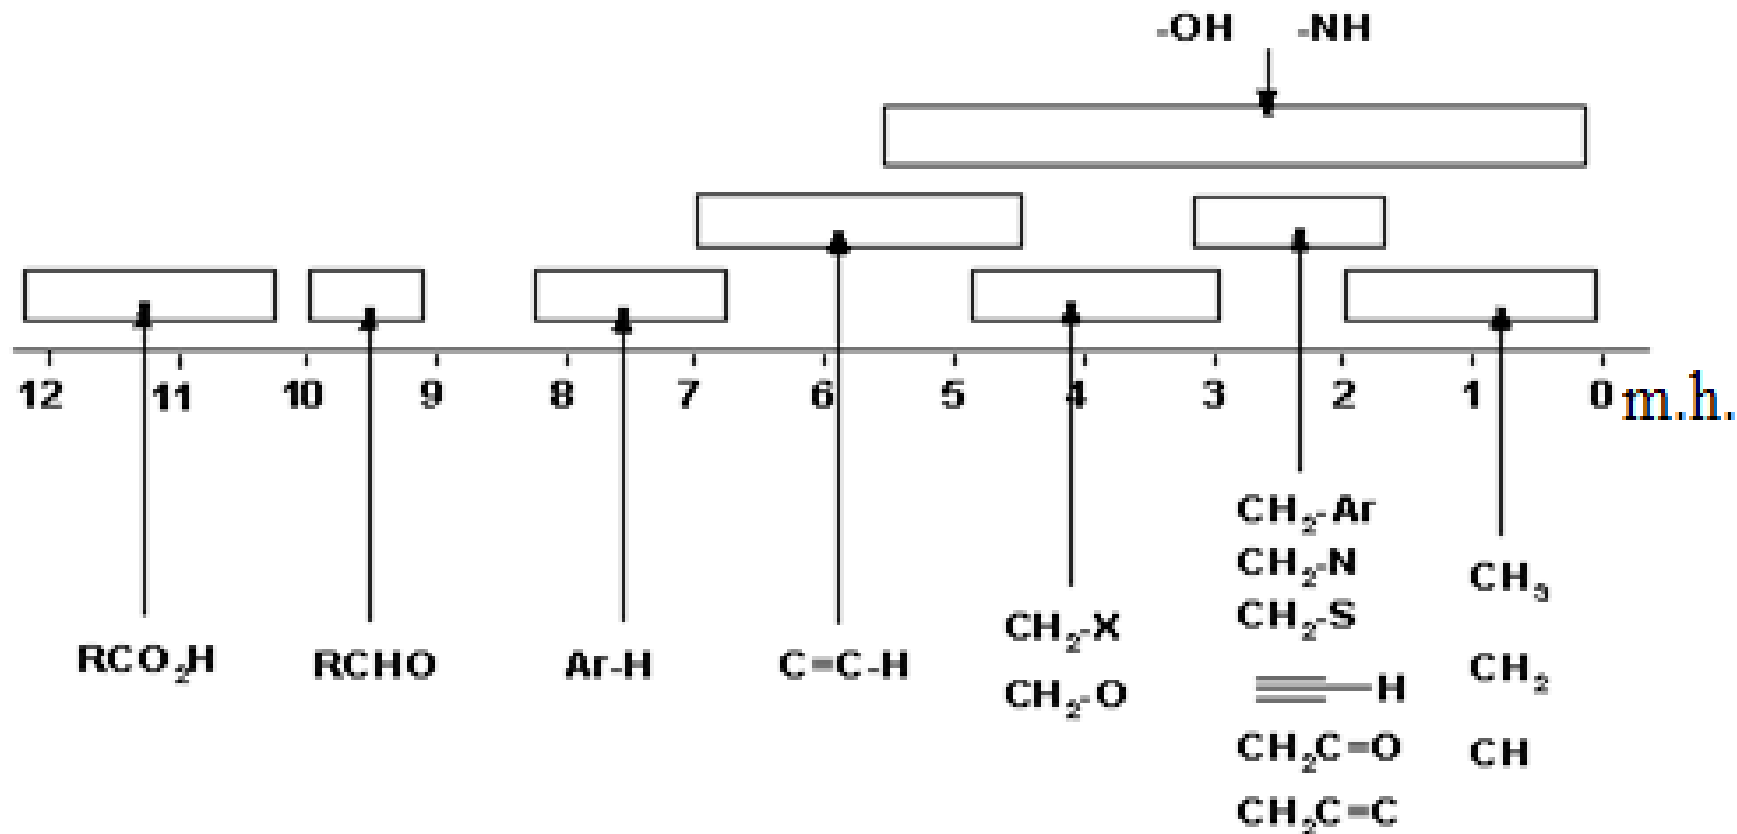 -OH -NH
12 11 10 9 8 7 6 5 4 3 2 1 0 m.h.
RCO₂H RCHO Ar-H C=C-H
CH₂-X
CH₂-O
CH₂-Ar
CH₂-N
CH₂-S
≡—H
CH₂C=O
CH₂C=C
CH₃
CH₂
CH